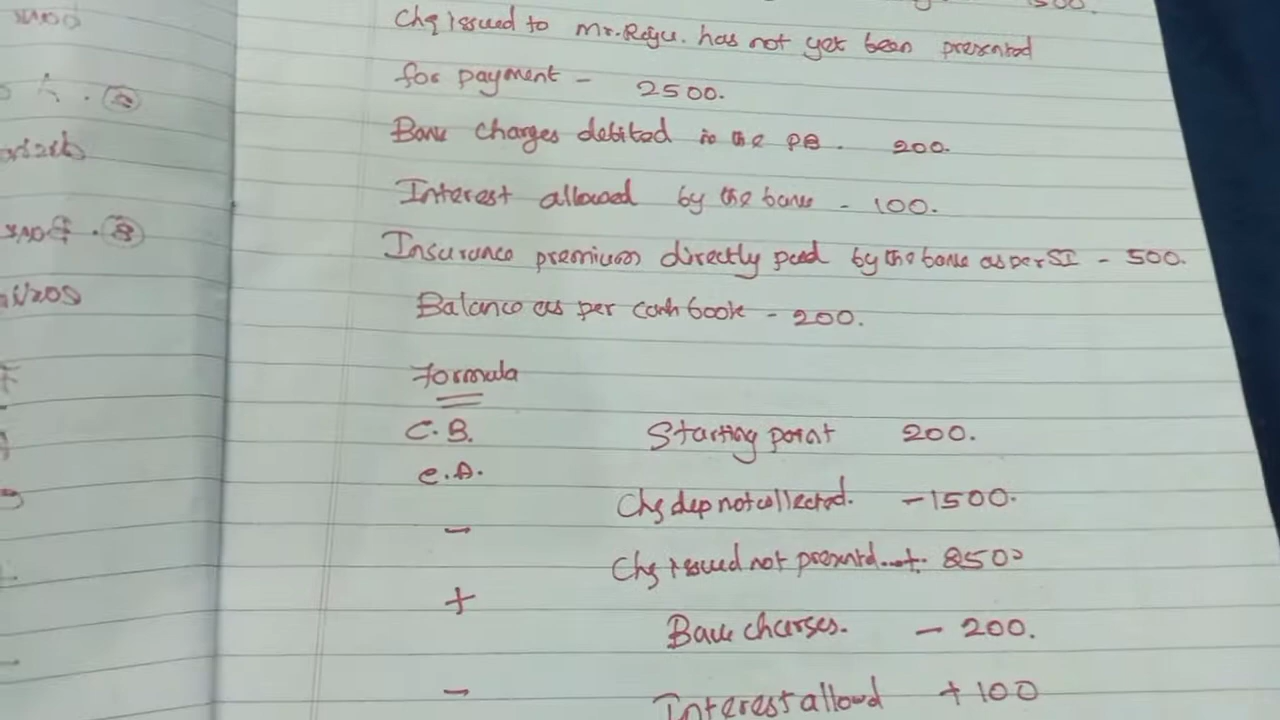 500.
Chq issued to Mr. Raju. has not yet been presented
for payment - 2500.
Bank charges debited in the PB. 200.
Interest allowed by the bank - 100.
Insurance premium directly paid by the bank as per SI - 500.
Balance as per cash book - 200.
Formula
C.B. Starting point 200.
e.A.
Chq dep not collected. -1500.
-
Chq issued not presentd...+. 2500
+
Bank charges. - 200.
-
Interest allowd + 100